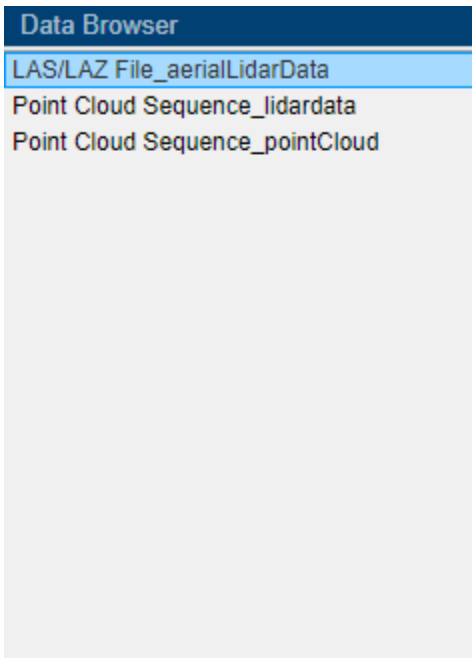 Data Browser
LAS/LAZ File_aerialLidarData
Point Cloud Sequence_lidardata
Point Cloud Sequence_pointCloud